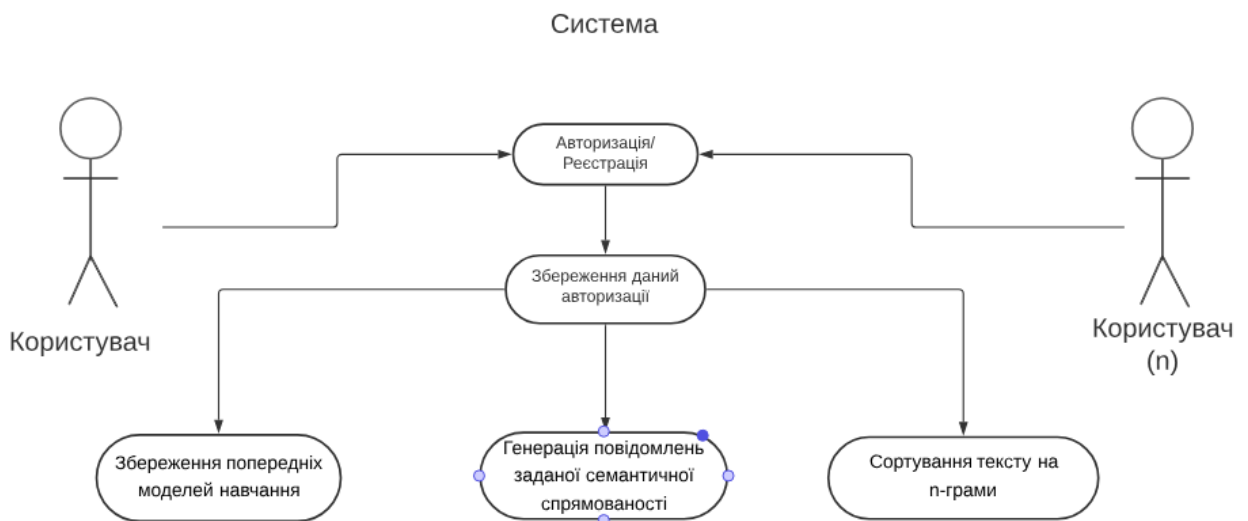 Система
Авторизація/
Реєстрація
Збереження даний
авторизації
Користувач
Користувач
(n)
Збереження попередніх
моделей навчання
Генерація повідомлень
заданої семантичної
спрямованості
Сортування тексту на
n-грами